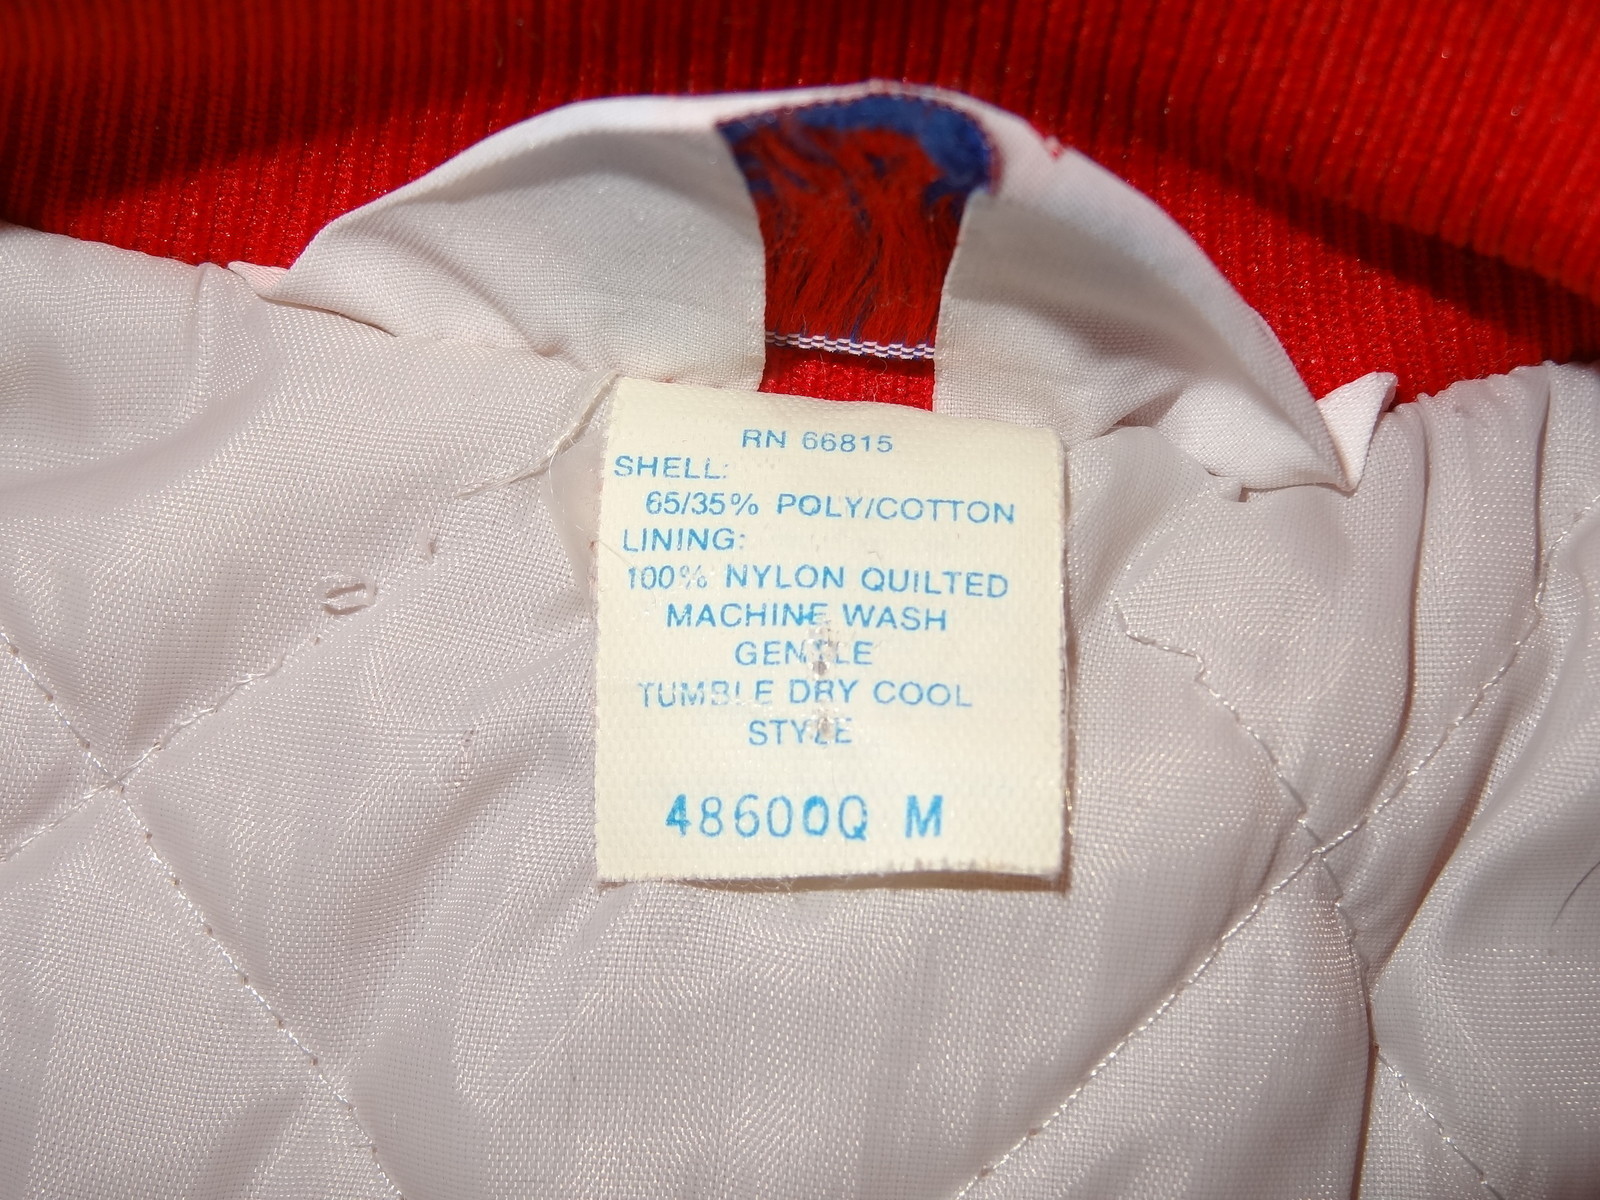 RN 66815
SHELL:
65/35% POLY/COTTON
LINING:
100% NYLON QUILTED
MACHINE WASH
GENTLE
TUMBLE DRY COOL
STYLE
48600Q M